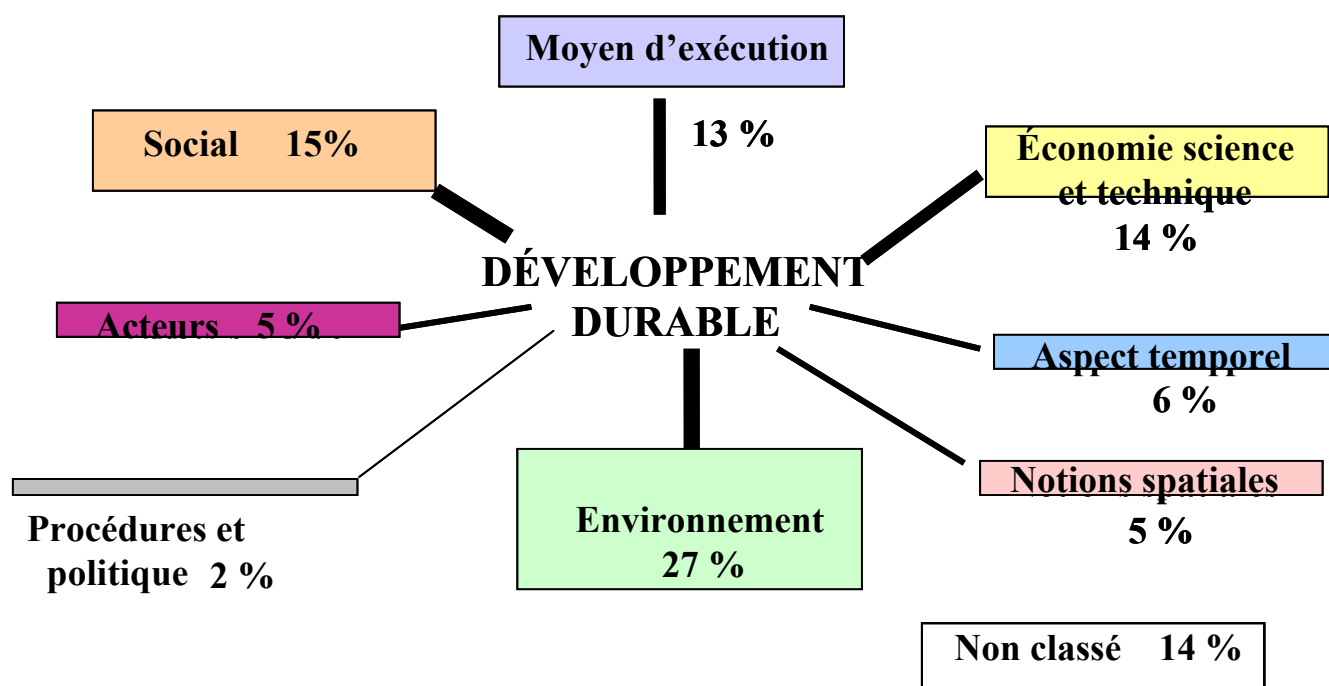 Moyen d’exécution
13 %
Social 15%
Économie science
et technique
14 %
DÉVELOPPEMENT
DURABLE
Acteurs 5 %
Aspect temporel
6 %
Notions spatiales
5 %
Environnement
27 %
Procédures et
politique 2 %
Non classé 14 %